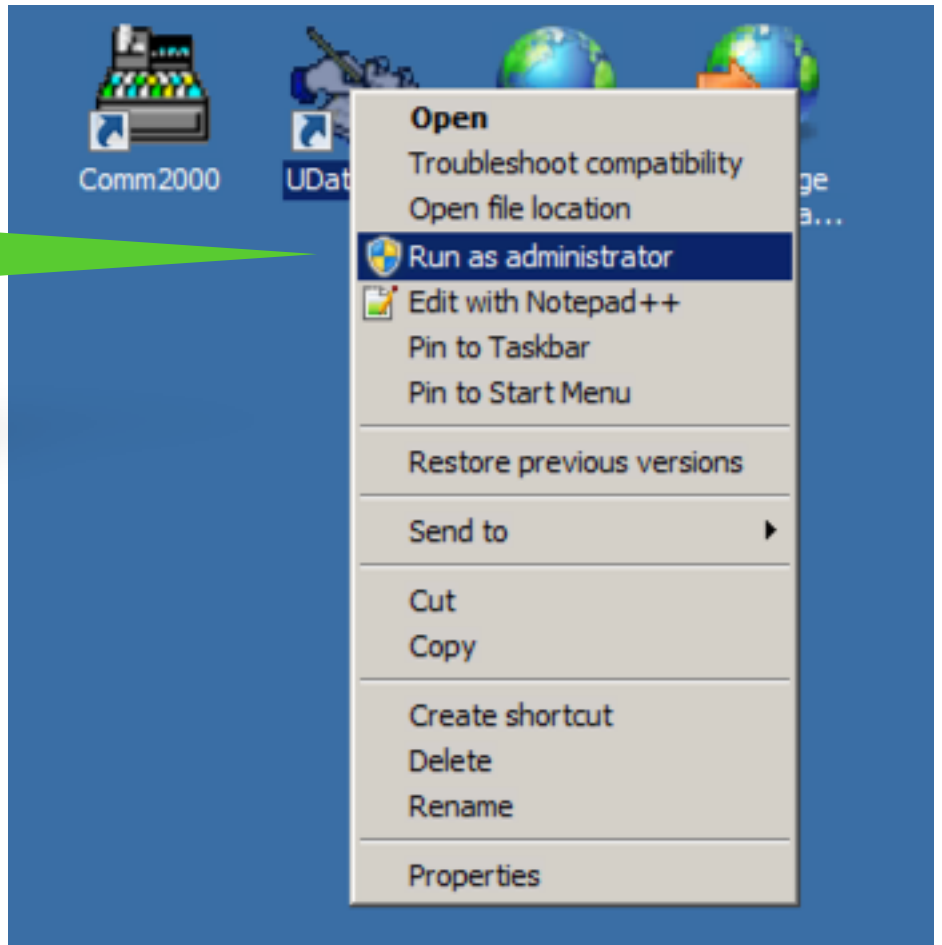 Comm2000
UDat
ge
a...
Open
Troubleshoot compatibility
Open file location
Run as administrator
Edit with Notepad++
Pin to Taskbar
Pin to Start Menu
Restore previous versions
Send to
Cut
Copy
Create shortcut
Delete
Rename
Properties